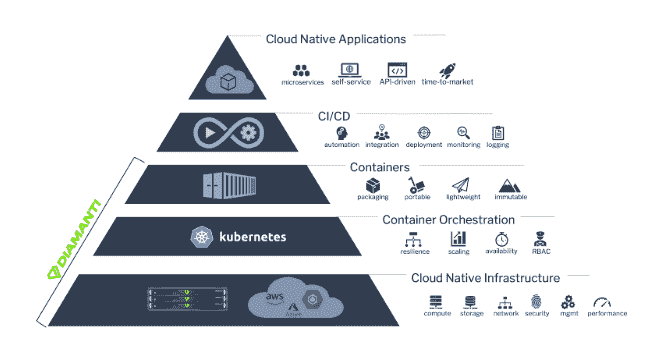 Cloud Native Applications
microservices self-service API-driven time-to-market
CI/CD
automation integration deployment monitoring logging
Containers
packaging portable lightweight immutable
DIAMANTI
Container Orchestration
kubernetes
resilience scaling availability RBAC
Cloud Native Infrastructure
aws
Azure
compute storage network security mgmt performance